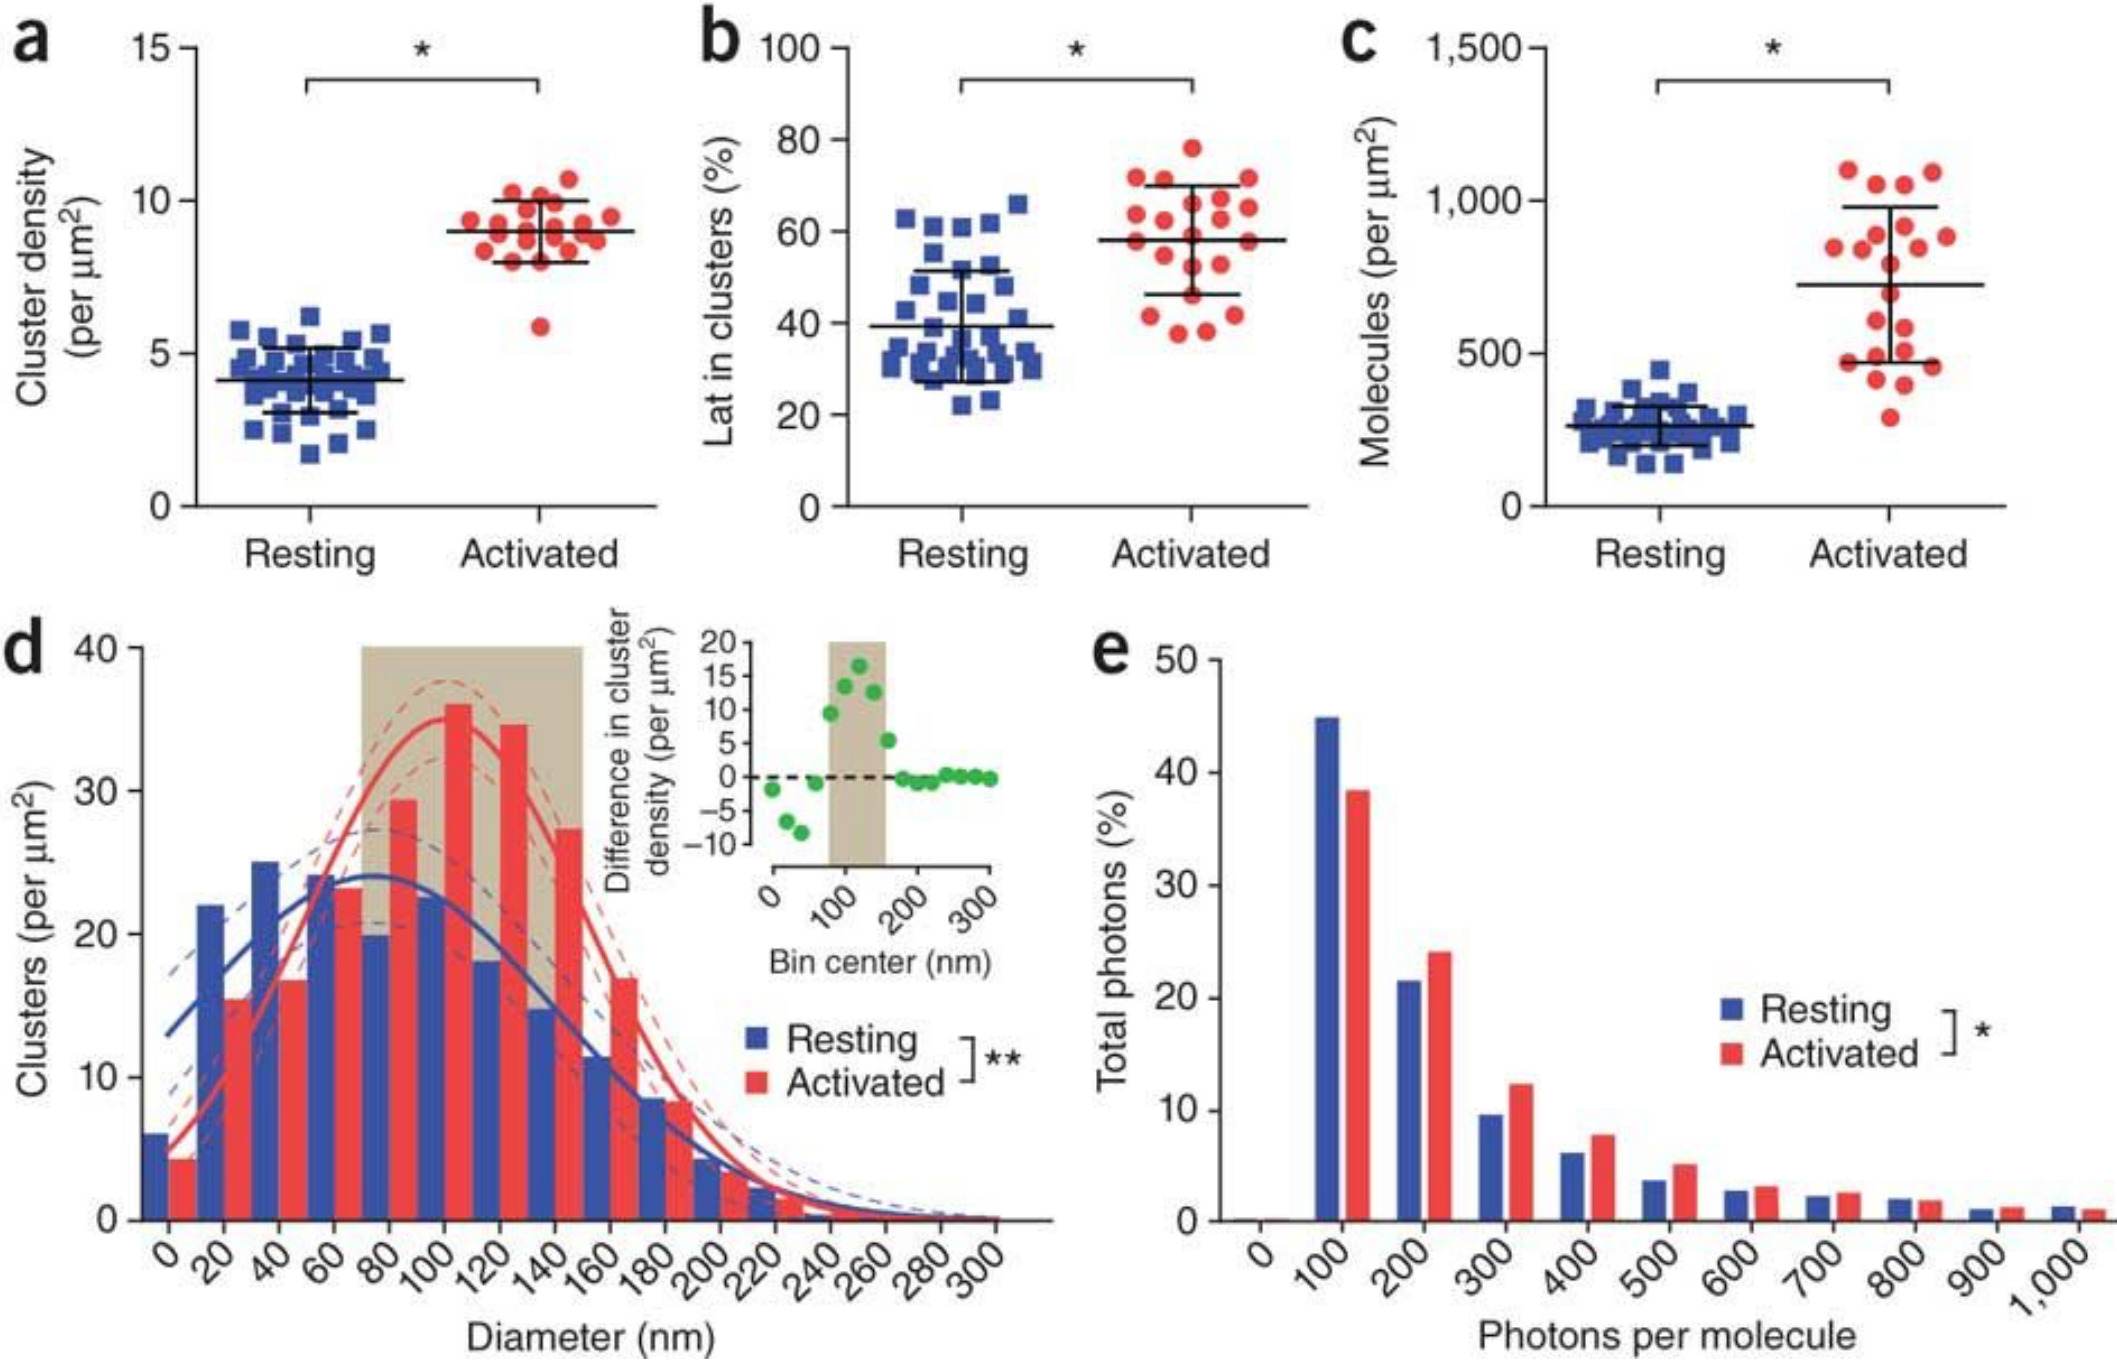 a
15
10
5
0
Cluster density
(per μm²)
*
Resting
Activated
b
100
80
60
40
20
0
Lat in clusters (%)
*
Resting
Activated
c
1,500
1,000
500
0
Molecules (per μm²)
*
Resting
Activated
d
40
30
20
10
0
Clusters (per μm²)
0 20 40 60 80 100 120 140 160 180 200 220 240 260 280 300
Diameter (nm)
Difference in cluster
density (per μm²)
20
15
10
5
0
–5
–10
0 100 200 300
Bin center (nm)
Resting
Activated
**
e
50
40
30
20
10
0
Total photons (%)
Resting
Activated
*
0 100 200 300 400 500 600 700 800 900 1,000
Photons per molecule